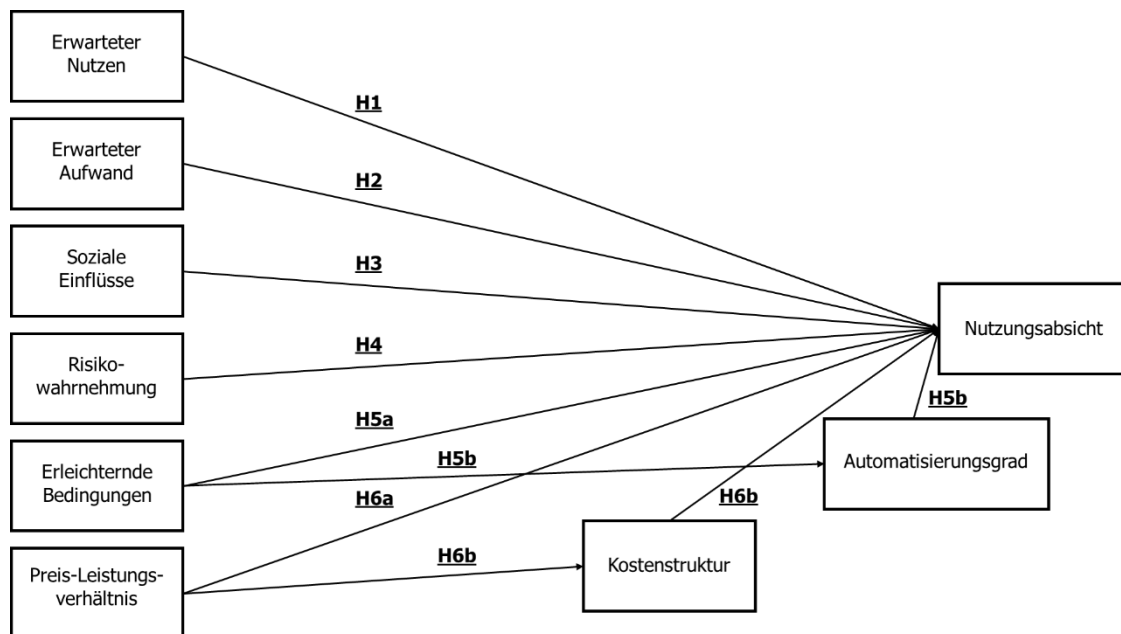 Erwarteter
Nutzen
H1
Erwarteter
Aufwand
H2
Soziale
Einflüsse
H3
Nutzungsabsicht
Risiko-
wahrnehmung
H4
H5b
H5a
Erleichternde
Bedingungen
H5b
Automatisierungsgrad
H6a
H6b
Preis-Leistungs-
verhältnis
H6b
Kostenstruktur